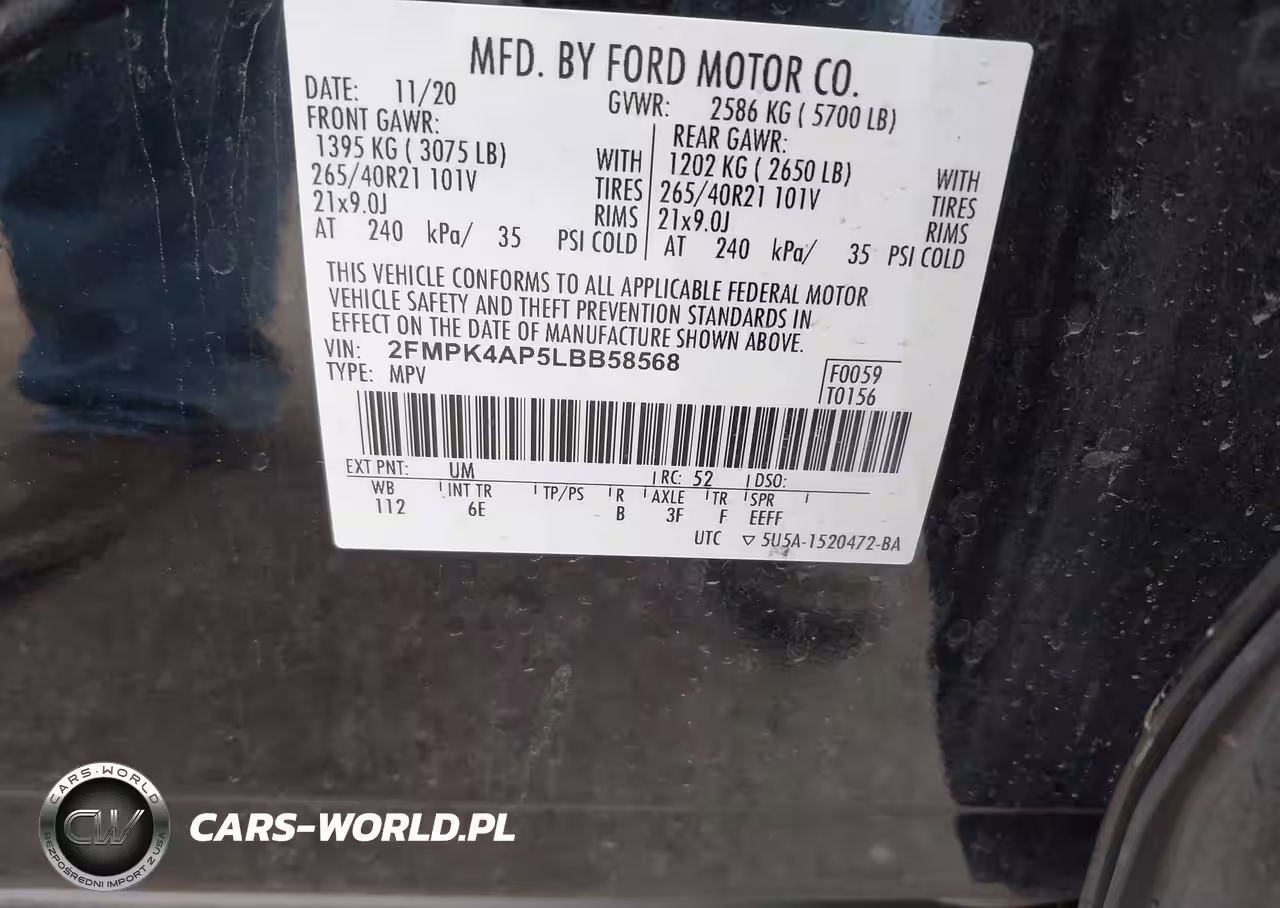 MFD. BY FORD MOTOR CO.
DATE: 11/20 GVWR: 2586 KG ( 5700 LB)
FRONT GAWR: REAR GAWR:
1395 KG ( 3075 LB) WITH 1202 KG ( 2650 LB) WITH
265/40R21 101V TIRES 265/40R21 101V TIRES
21x9.0J RIMS 21x9.0J RIMS
AT 240 kPa/ 35 PSI COLD AT 240 kPa/ 35 PSI COLD
THIS VEHICLE CONFORMS TO ALL APPLICABLE FEDERAL MOTOR
VEHICLE SAFETY AND THEFT PREVENTION STANDARDS IN
EFFECT ON THE DATE OF MANUFACTURE SHOWN ABOVE.
VIN: 2FMPK4AP5LBB58568
TYPE: MPV
F0059
T0156
EXT PNT: UM RC: 52 DSO:
WB INT TR TP/PS R AXLE TR SPR
112 6E B 3F F EEFF
UTC ▽ 5U5A-1520472-BA
CARS-WORLD
CW
BEZPOŚREDNI IMPORT Z USA
CARS-WORLD.PL